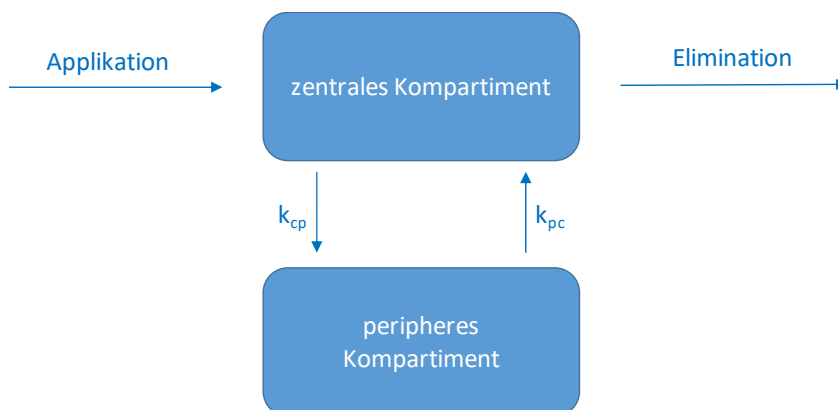 Applikation
zentrales Kompartiment
Elimination
kcp
kpc
peripheres
Kompartiment